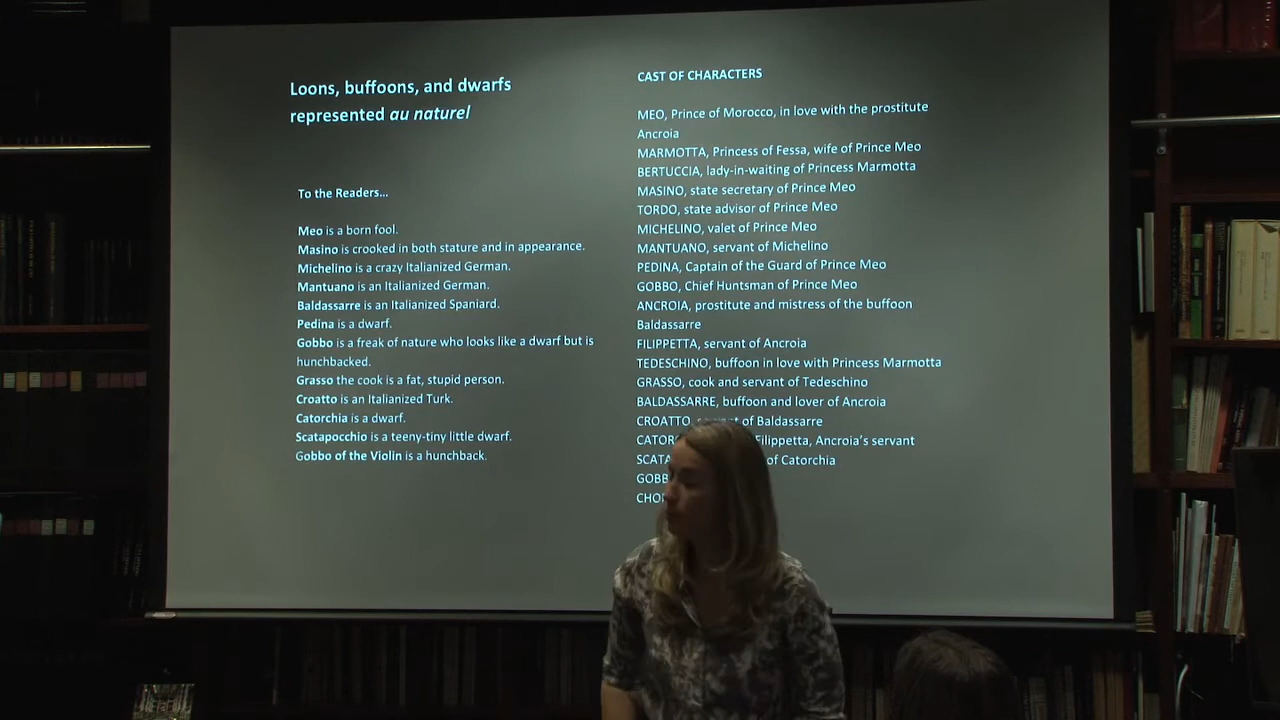 Loons, buffoons, and dwarfs
represented au naturel
To the Readers...
Meo is a born fool.
Masino is crooked in both stature and in appearance.
Michelino is a crazy Italianized German.
Mantuano is an Italianized German.
Baldassarre is an Italianized Spaniard.
Pedina is a dwarf.
Gobbo is a freak of nature who looks like a dwarf but is
hunchbacked.
Grasso the cook is a fat, stupid person.
Croatto is an Italianized Turk.
Catorchia is a dwarf.
Scatapocchio is a teeny-tiny little dwarf.
Gobbo of the Violin is a hunchback.
CAST OF CHARACTERS
MEO, Prince of Morocco, in love with the prostitute
Ancroia
MARMOTTA, Princess of Fessa, wife of Prince Meo
BERTUCCIA, lady-in-waiting of Princess Marmotta
MASINO, state secretary of Prince Meo
TORDO, state advisor of Prince Meo
MICHELINO, valet of Prince Meo
MANTUANO, servant of Michelino
PEDINA, Captain of the Guard of Prince Meo
GOBBO, Chief Huntsman of Prince Meo
ANCROIA, prostitute and mistress of the buffoon
Baldassarre
FILIPPETTA, servant of Ancroia
TEDESCHINO, buffoon in love with Princess Marmotta
GRASSO, cook and servant of Tedeschino
BALDASSARRE, buffoon and lover of Ancroia
CROATTO, servant of Baldassarre
Filippetta, Ancroia's servant
of Catorchia